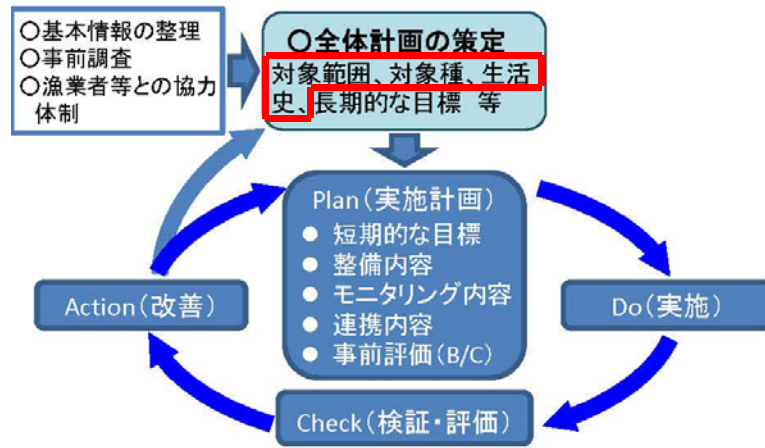 〇基本情報の整理
〇事前調査
〇漁業者等との協力
体制
〇全体計画の策定
対象範囲、対象種、生活
史、長期的な目標 等
Plan(実施計画)
● 短期的な目標
● 整備内容
● モニタリング内容
● 連携内容
● 事前評価(B/C)
Action(改善)
Do(実施)
Check(検証・評価)